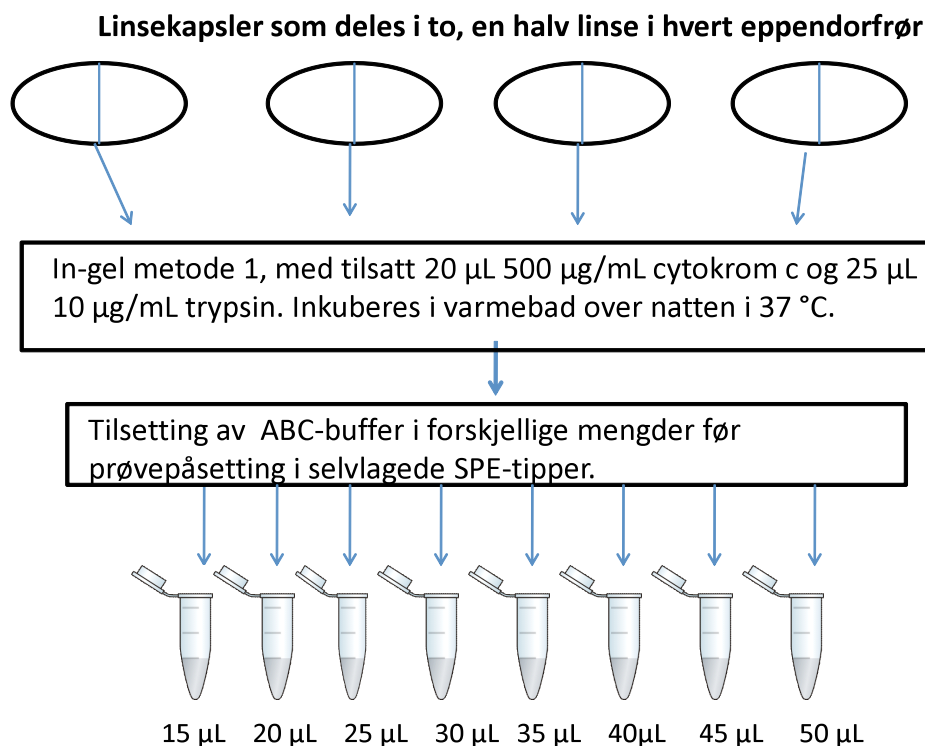 Linsekapsler som deles i to, en halv linse i hvert eppendorfrør
In-gel metode 1, med tilsatt 20 µL 500 µg/mL cytokrom c og 25 µL
10 µg/mL trypsin. Inkuberes i varmebad over natten i 37 °C.
Tilsetting av  ABC-buffer i forskjellige mengder før
prøvepåsetting i selvlagede SPE-tipper.
15 µL 20 µL 25 µL 30 µL 35 µL 40µL 45 µL 50 µL